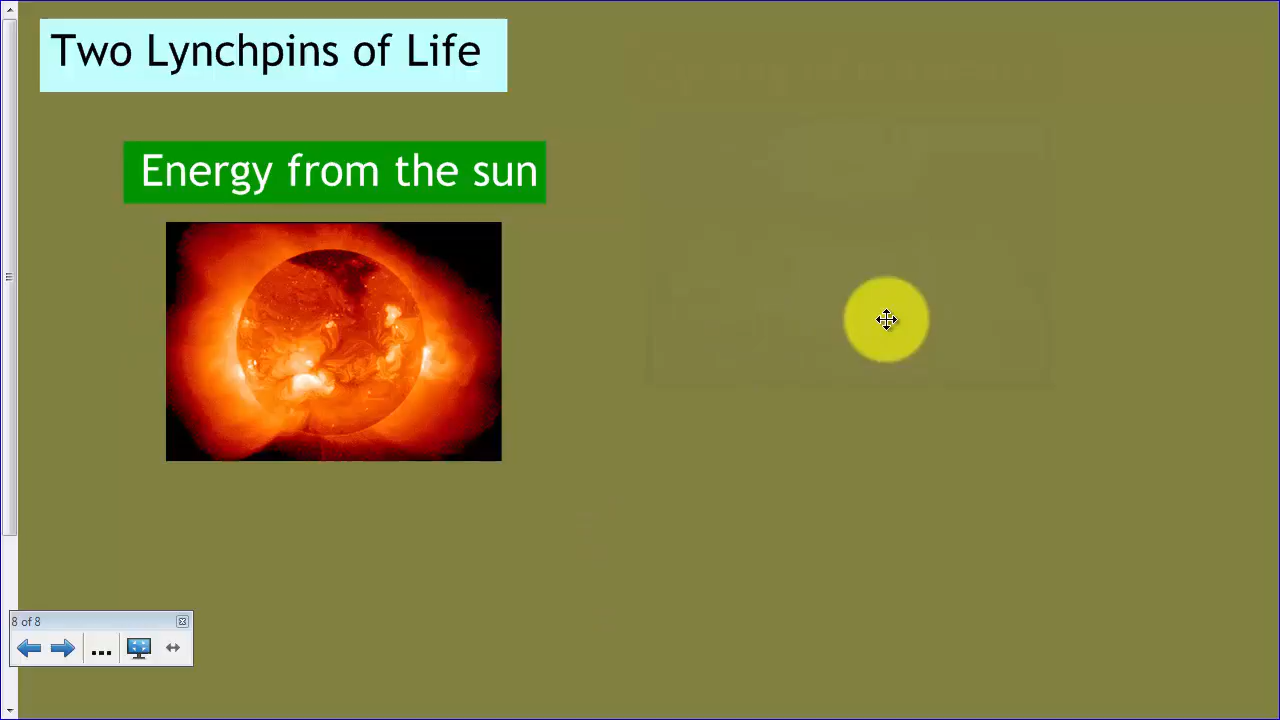 Two Lynchpins of Life
Energy from the sun
8 of 8
...